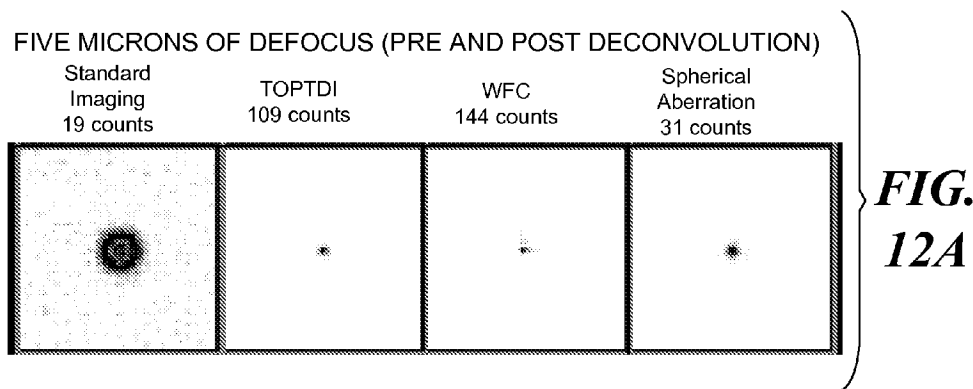 FIVE MICRONS OF DEFOCUS (PRE AND POST DECONVOLUTION)
Standard
Imaging
19 counts
TOPTDI
109 counts
WFC
144 counts
Spherical
Aberration
31 counts
FIG.
12A